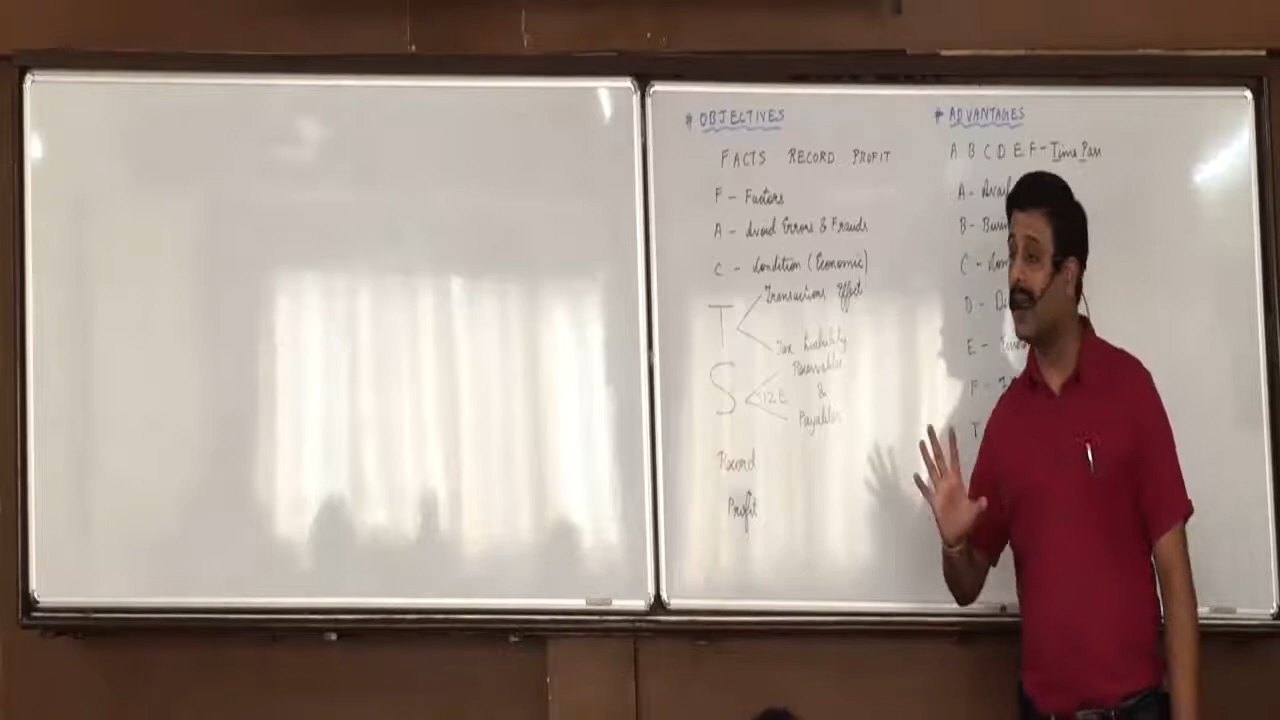 # OBJECTIVES
FACTS RECORD PROFIT
F - Factors
A - Avoid Errors & Frauds
C - Condition (Economic)
T
Transactions Effect
Tax Liability
S
SIZE
Receivables
&
Payables
Record
Profit
# ADVANTAGES
A B C D E F - Time Pass
A -
B -
C -
D -
E -
F -
T